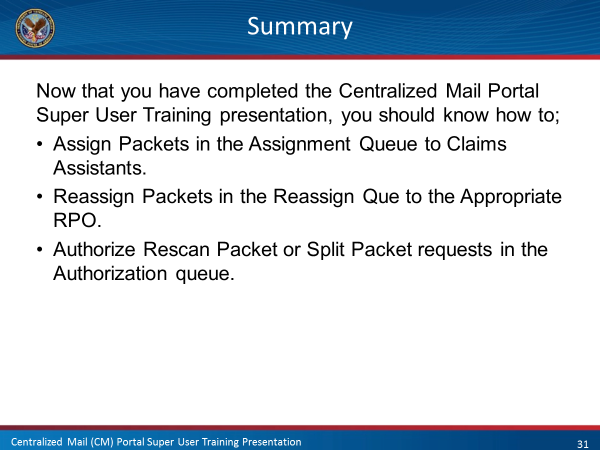 Summary
Now that you have completed the Centralized Mail Portal
Super User Training presentation, you should know how to;
• Assign Packets in the Assignment Queue to Claims
Assistants.
• Reassign Packets in the Reassign Que to the Appropriate
RPO.
• Authorize Rescan Packet or Split Packet requests in the
Authorization queue.
Centralized Mail (CM) Portal Super User Training Presentation
31